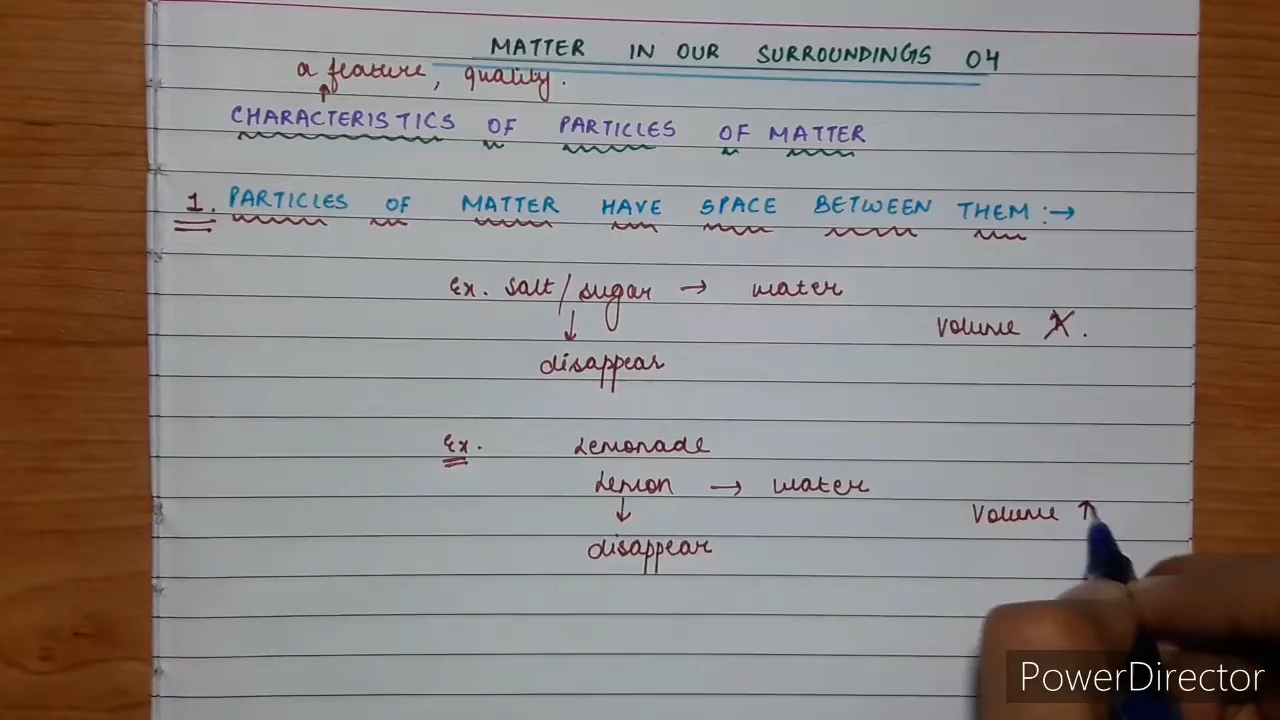 MATTER IN OUR SURROUNDINGS 04
a feature, quality.
↑
CHARACTERISTICS OF PARTICLES OF MATTER
1. PARTICLES OF MATTER HAVE SPACE BETWEEN THEM :→
Ex. salt/sugar → water
Volume ↑.
↓
disappear
Ex. Lemonade
Lemon → water
Volume ↑
↓
disappear
PowerDirector